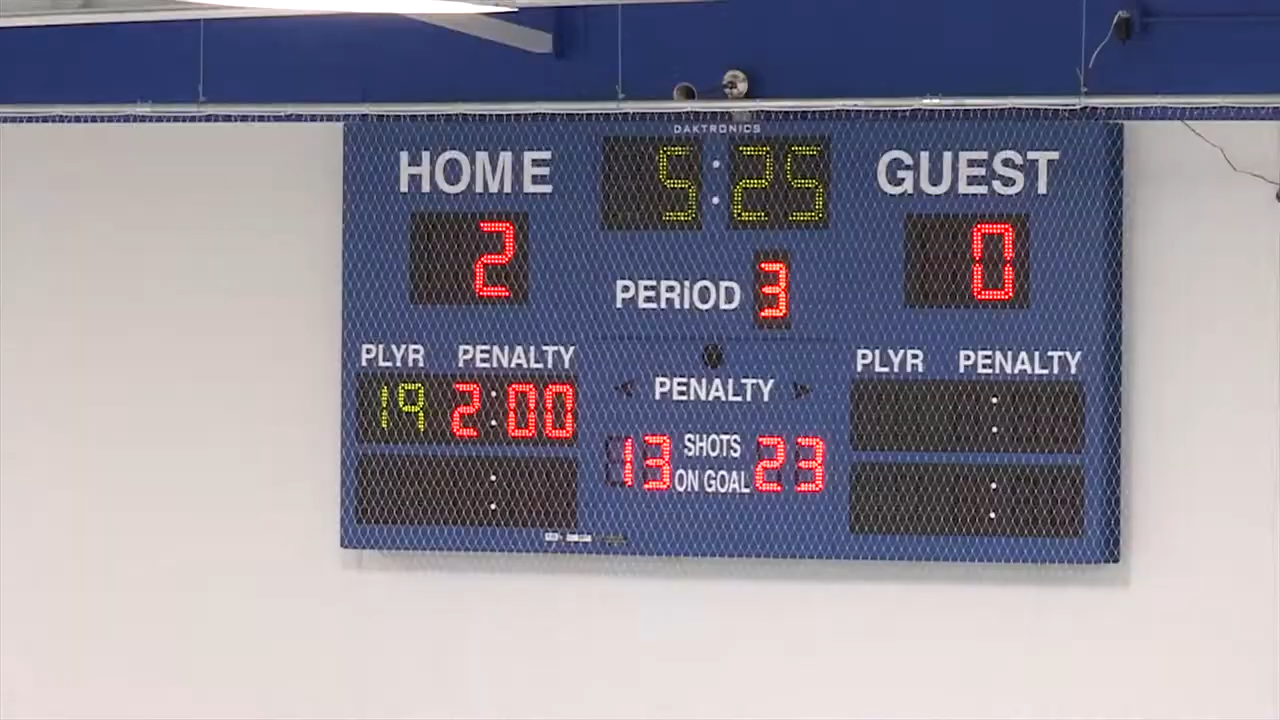 DAKTRONICS
HOME 5:25 GUEST
2 0
PERiOD 3
PLYR PENALTY PLYR PENALTY
19 2:00 PENALTY
13 SHOTS ON GOAL 23